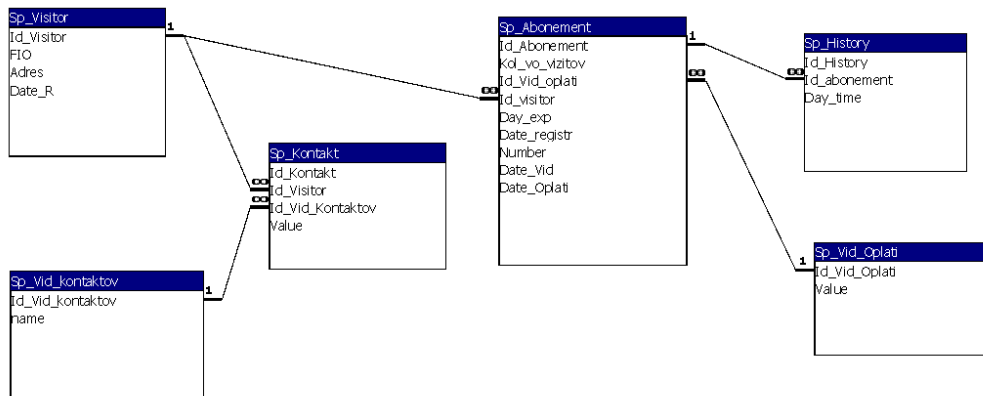 Sp_Visitor
Id_Visitor
FIO
Adres
Date_R
1
Sp_Abonement
Id_Abonement
Kol_vo_vizitov
Id_Vid_oplati
Id_visitor
Day_exp
Date_registr
Number
Date_Vid
Date_Oplati
∞
1
∞
Sp_History
Id_History
Id_abonement
Day_time
∞
Sp_Kontakt
Id_Kontakt
Id_Visitor
Id_Vid_Kontaktov
Value
∞
∞
Sp_Vid_kontaktov
Id_Vid_kontaktov
name
1
Sp_Vid_Oplati
Id_Vid_Oplati
Value
1